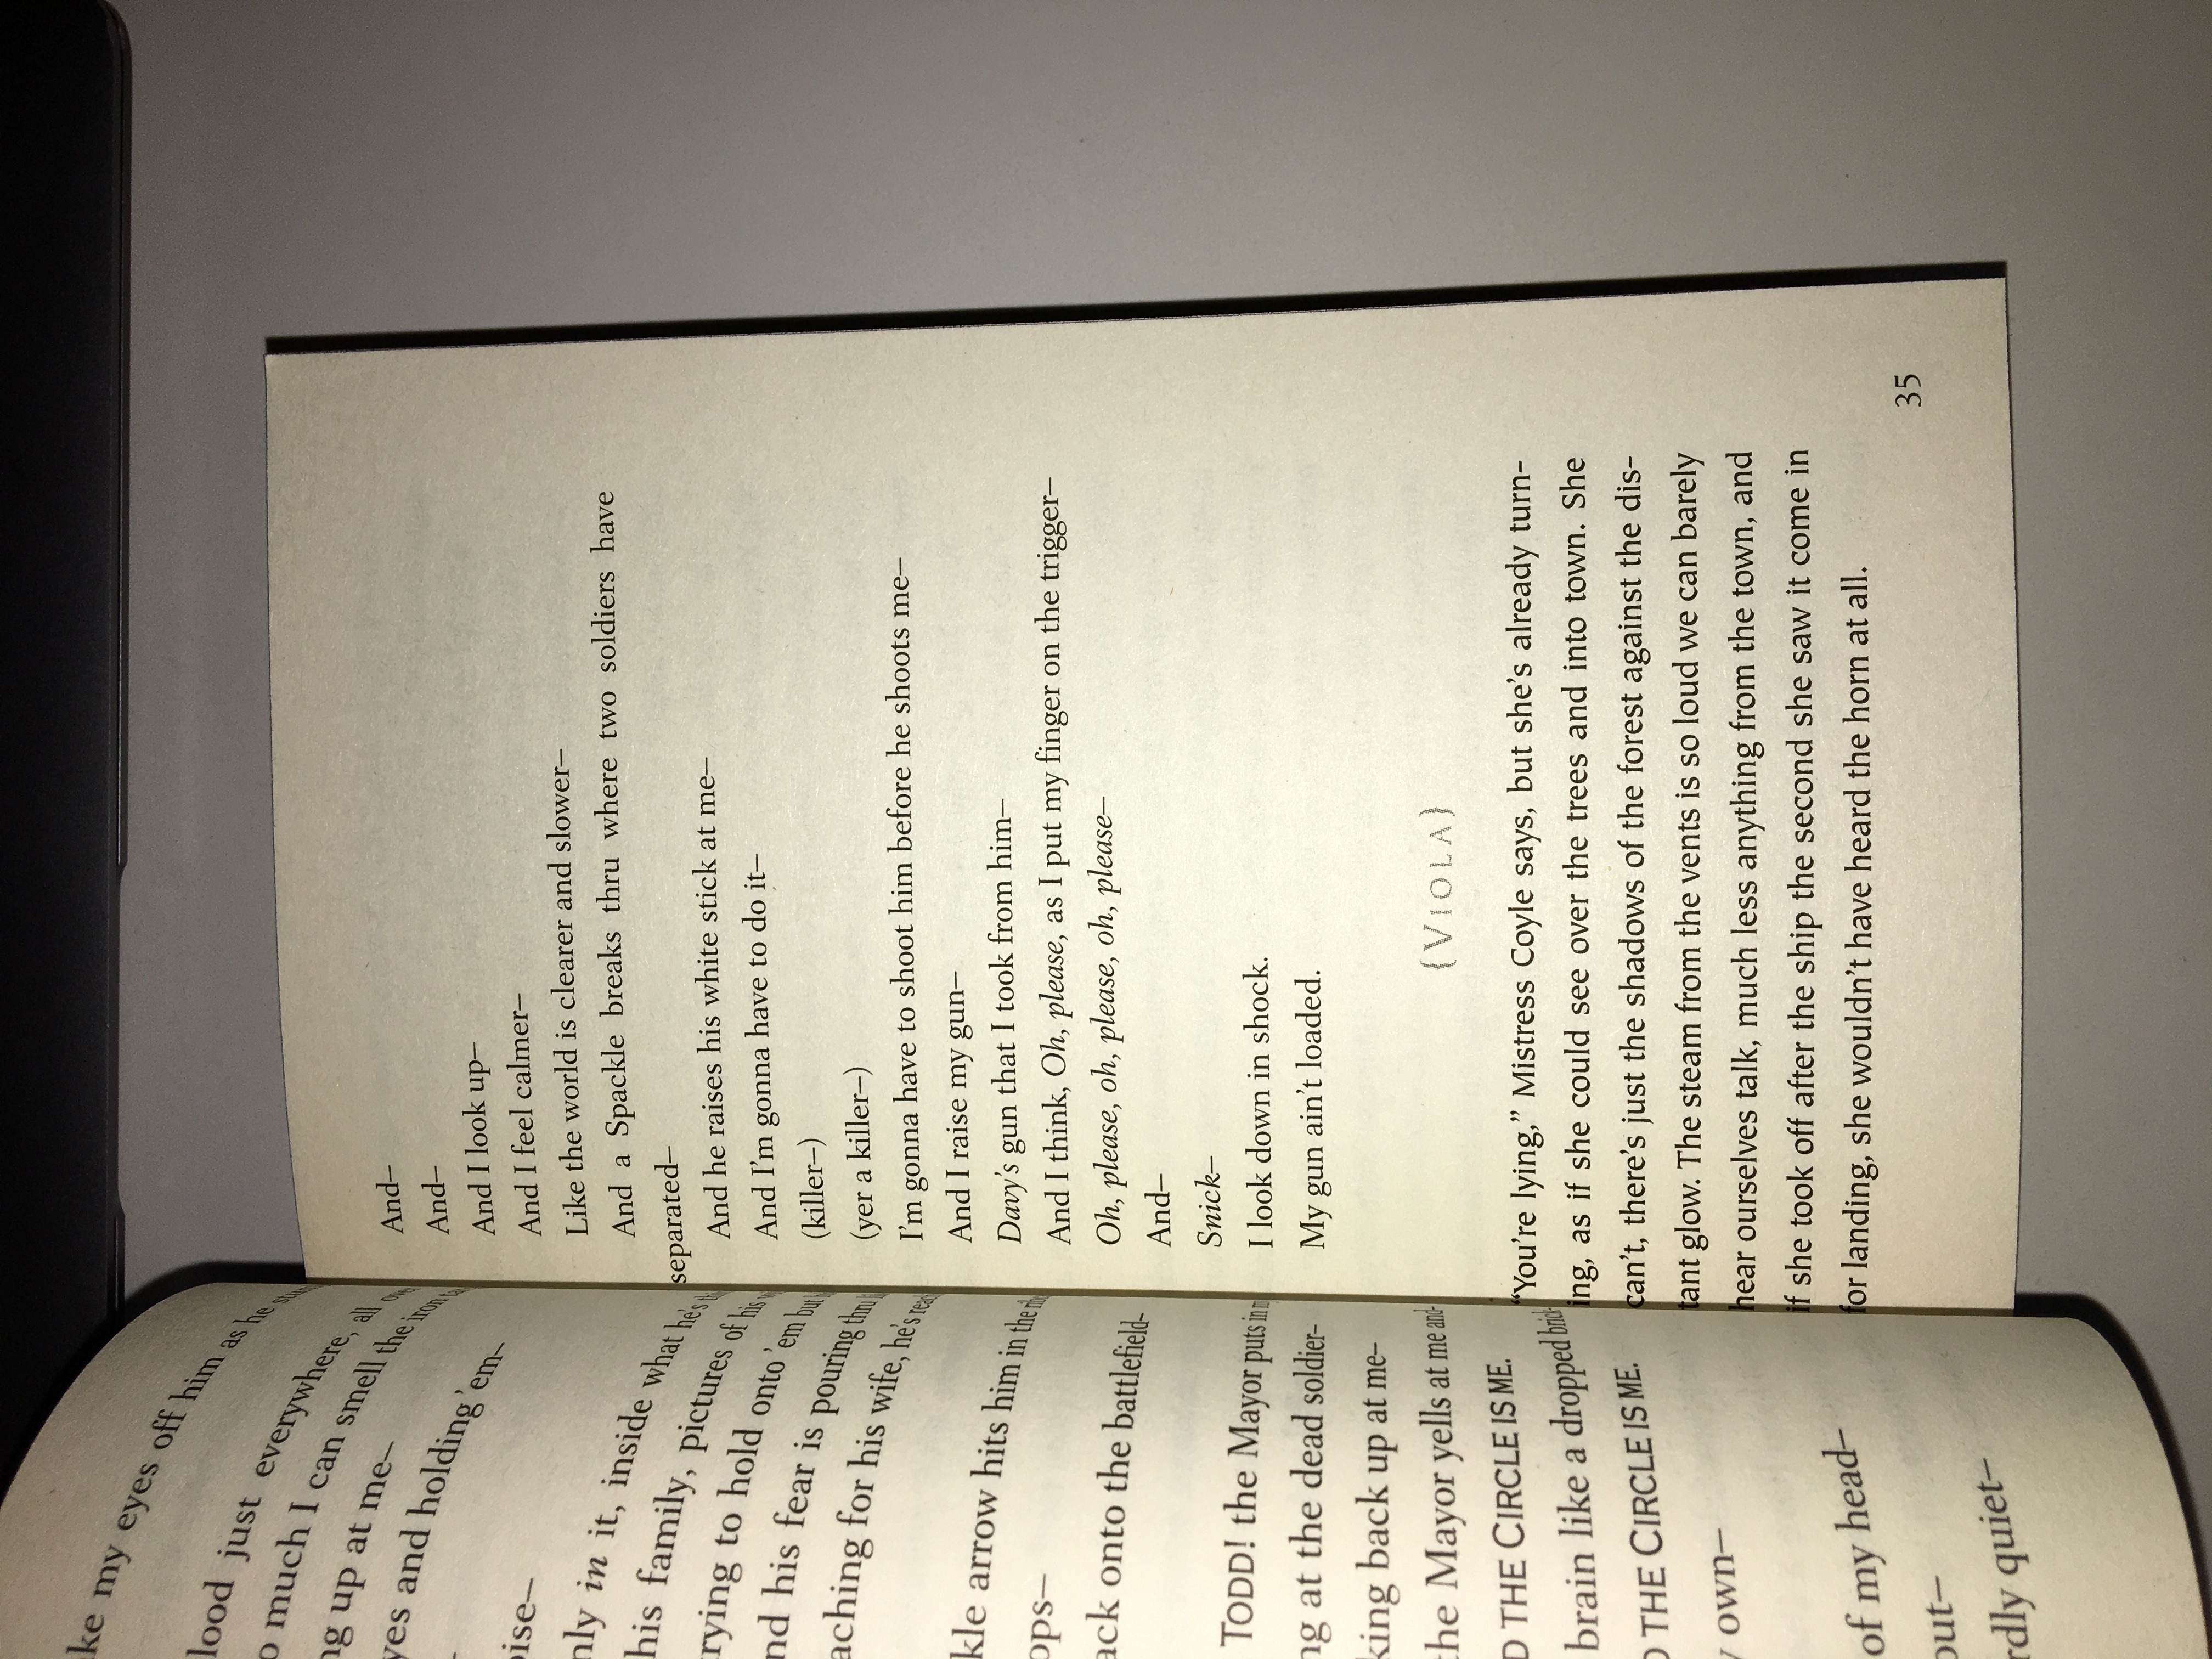 ke my eyes off him as he
lood just everywhere, all
o much I can smell the iron
ng up at me–
yes and holding 'em–
–
oise–
nly in it, inside what he's
his family, pictures of his
rying to hold onto 'em but
nd his fear is pouring thru
aching for his wife, he's
kle arrow hits him in the
ops–
ack onto the battlefield–
TODD! the Mayor puts in
ng at the dead soldier–
king back up at me–
the Mayor yells at me and–
D THE CIRCLE IS ME.
brain like a dropped brick–
D THE CIRCLE IS ME.
y own–
of my head–
out–
rdly quiet–
And–
And–
And I look up–
And I feel calmer–
Like the world is clearer and slower–
And a Spackle breaks thru where two soldiers have
separated–
And he raises his white stick at me–
And I'm gonna have to do it–
(killer–)
(yer a killer–)
I'm gonna have to shoot him before he shoots me–
And I raise my gun–
Davy's gun that I took from him–
And I think, Oh, please, as I put my finger on the trigger–
Oh, please, oh, please, oh, please–
And–
Snick–
I look down in shock.
My gun ain't loaded.
{VIOLA}
"You're lying," Mistress Coyle says, but she's already turn-
ing, as if she could see over the trees and into town. She
can't, there's just the shadows of the forest against the dis-
tant glow. The steam from the vents is so loud we can barely
hear ourselves talk, much less anything from the town, and
if she took off after the ship the second she saw it come in
for landing, she wouldn't have heard the horn at all.
35